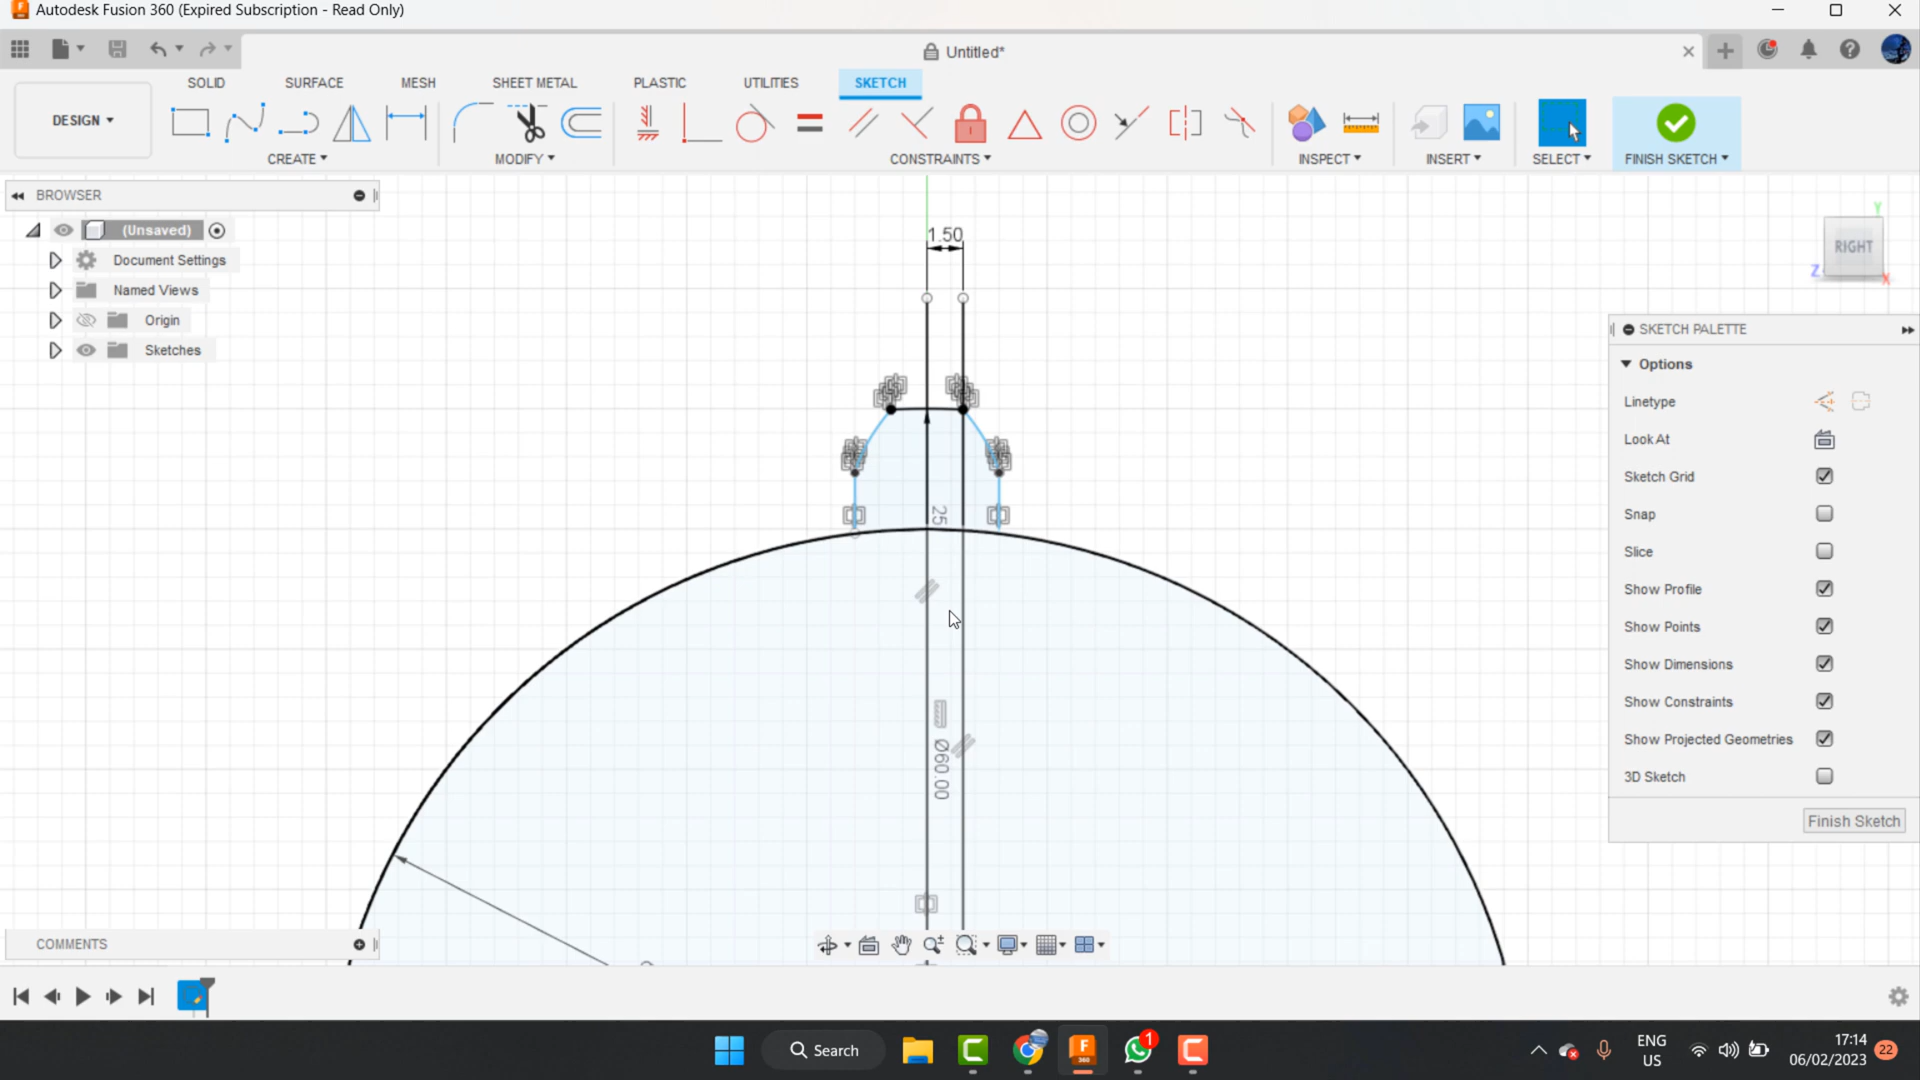 Autodesk Fusion 360 (Expired Subscription - Read Only)
Untitled*
SOLID SURFACE MESH SHEET METAL PLASTIC UTILITIES SKETCH
DESIGN
CREATE MODIFY CONSTRAINTS INSPECT INSERT SELECT FINISH SKETCH
BROWSER
(Unsaved)
Document Settings
Named Views
Origin
Sketches
1.50
25
Ø60.00
Y
RIGHT
Z
X
SKETCH PALETTE
Options
Linetype
Look At
Sketch Grid
Snap
Slice
Show Profile
Show Points
Show Dimensions
Show Constraints
Show Projected Geometries
3D Sketch
Finish Sketch
COMMENTS
Search
F
360
1
ENG
US
17:14
06/02/2023
22